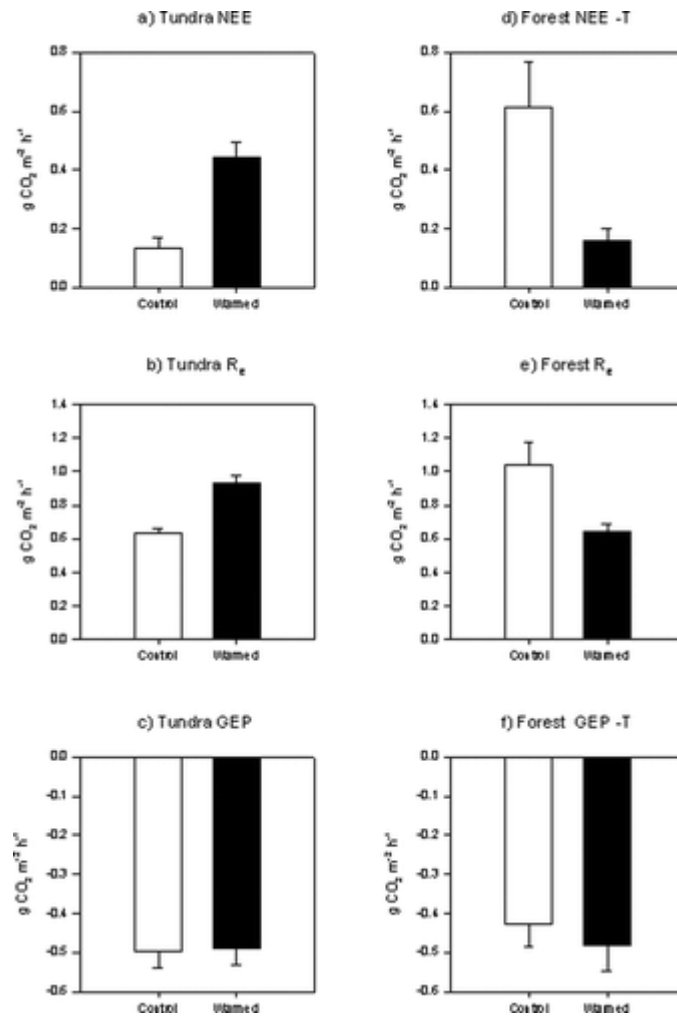 a) Tundra NEE
0.8
0.6
0.4
0.2
0.0
g CO₂ m⁻² h⁻¹
Control Warmed
d) Forest NEE -T
0.8
0.6
0.4
0.2
0.0
g CO₂ m⁻² h⁻¹
Control Warmed
b) Tundra Rₑ
1.4
1.2
1.0
0.8
0.6
0.4
0.2
0.0
g CO₂ m⁻² h⁻¹
Control Warmed
e) Forest Rₑ
1.4
1.2
1.0
0.8
0.6
0.4
0.2
0.0
g CO₂ m⁻² h⁻¹
Control Warmed
c) Tundra GEP
0.0
-0.1
-0.2
-0.3
-0.4
-0.5
-0.6
g CO₂ m⁻² h⁻¹
Control Warmed
f) Forest GEP -T
0.0
-0.1
-0.2
-0.3
-0.4
-0.5
-0.6
g CO₂ m⁻² h⁻¹
Control Warmed